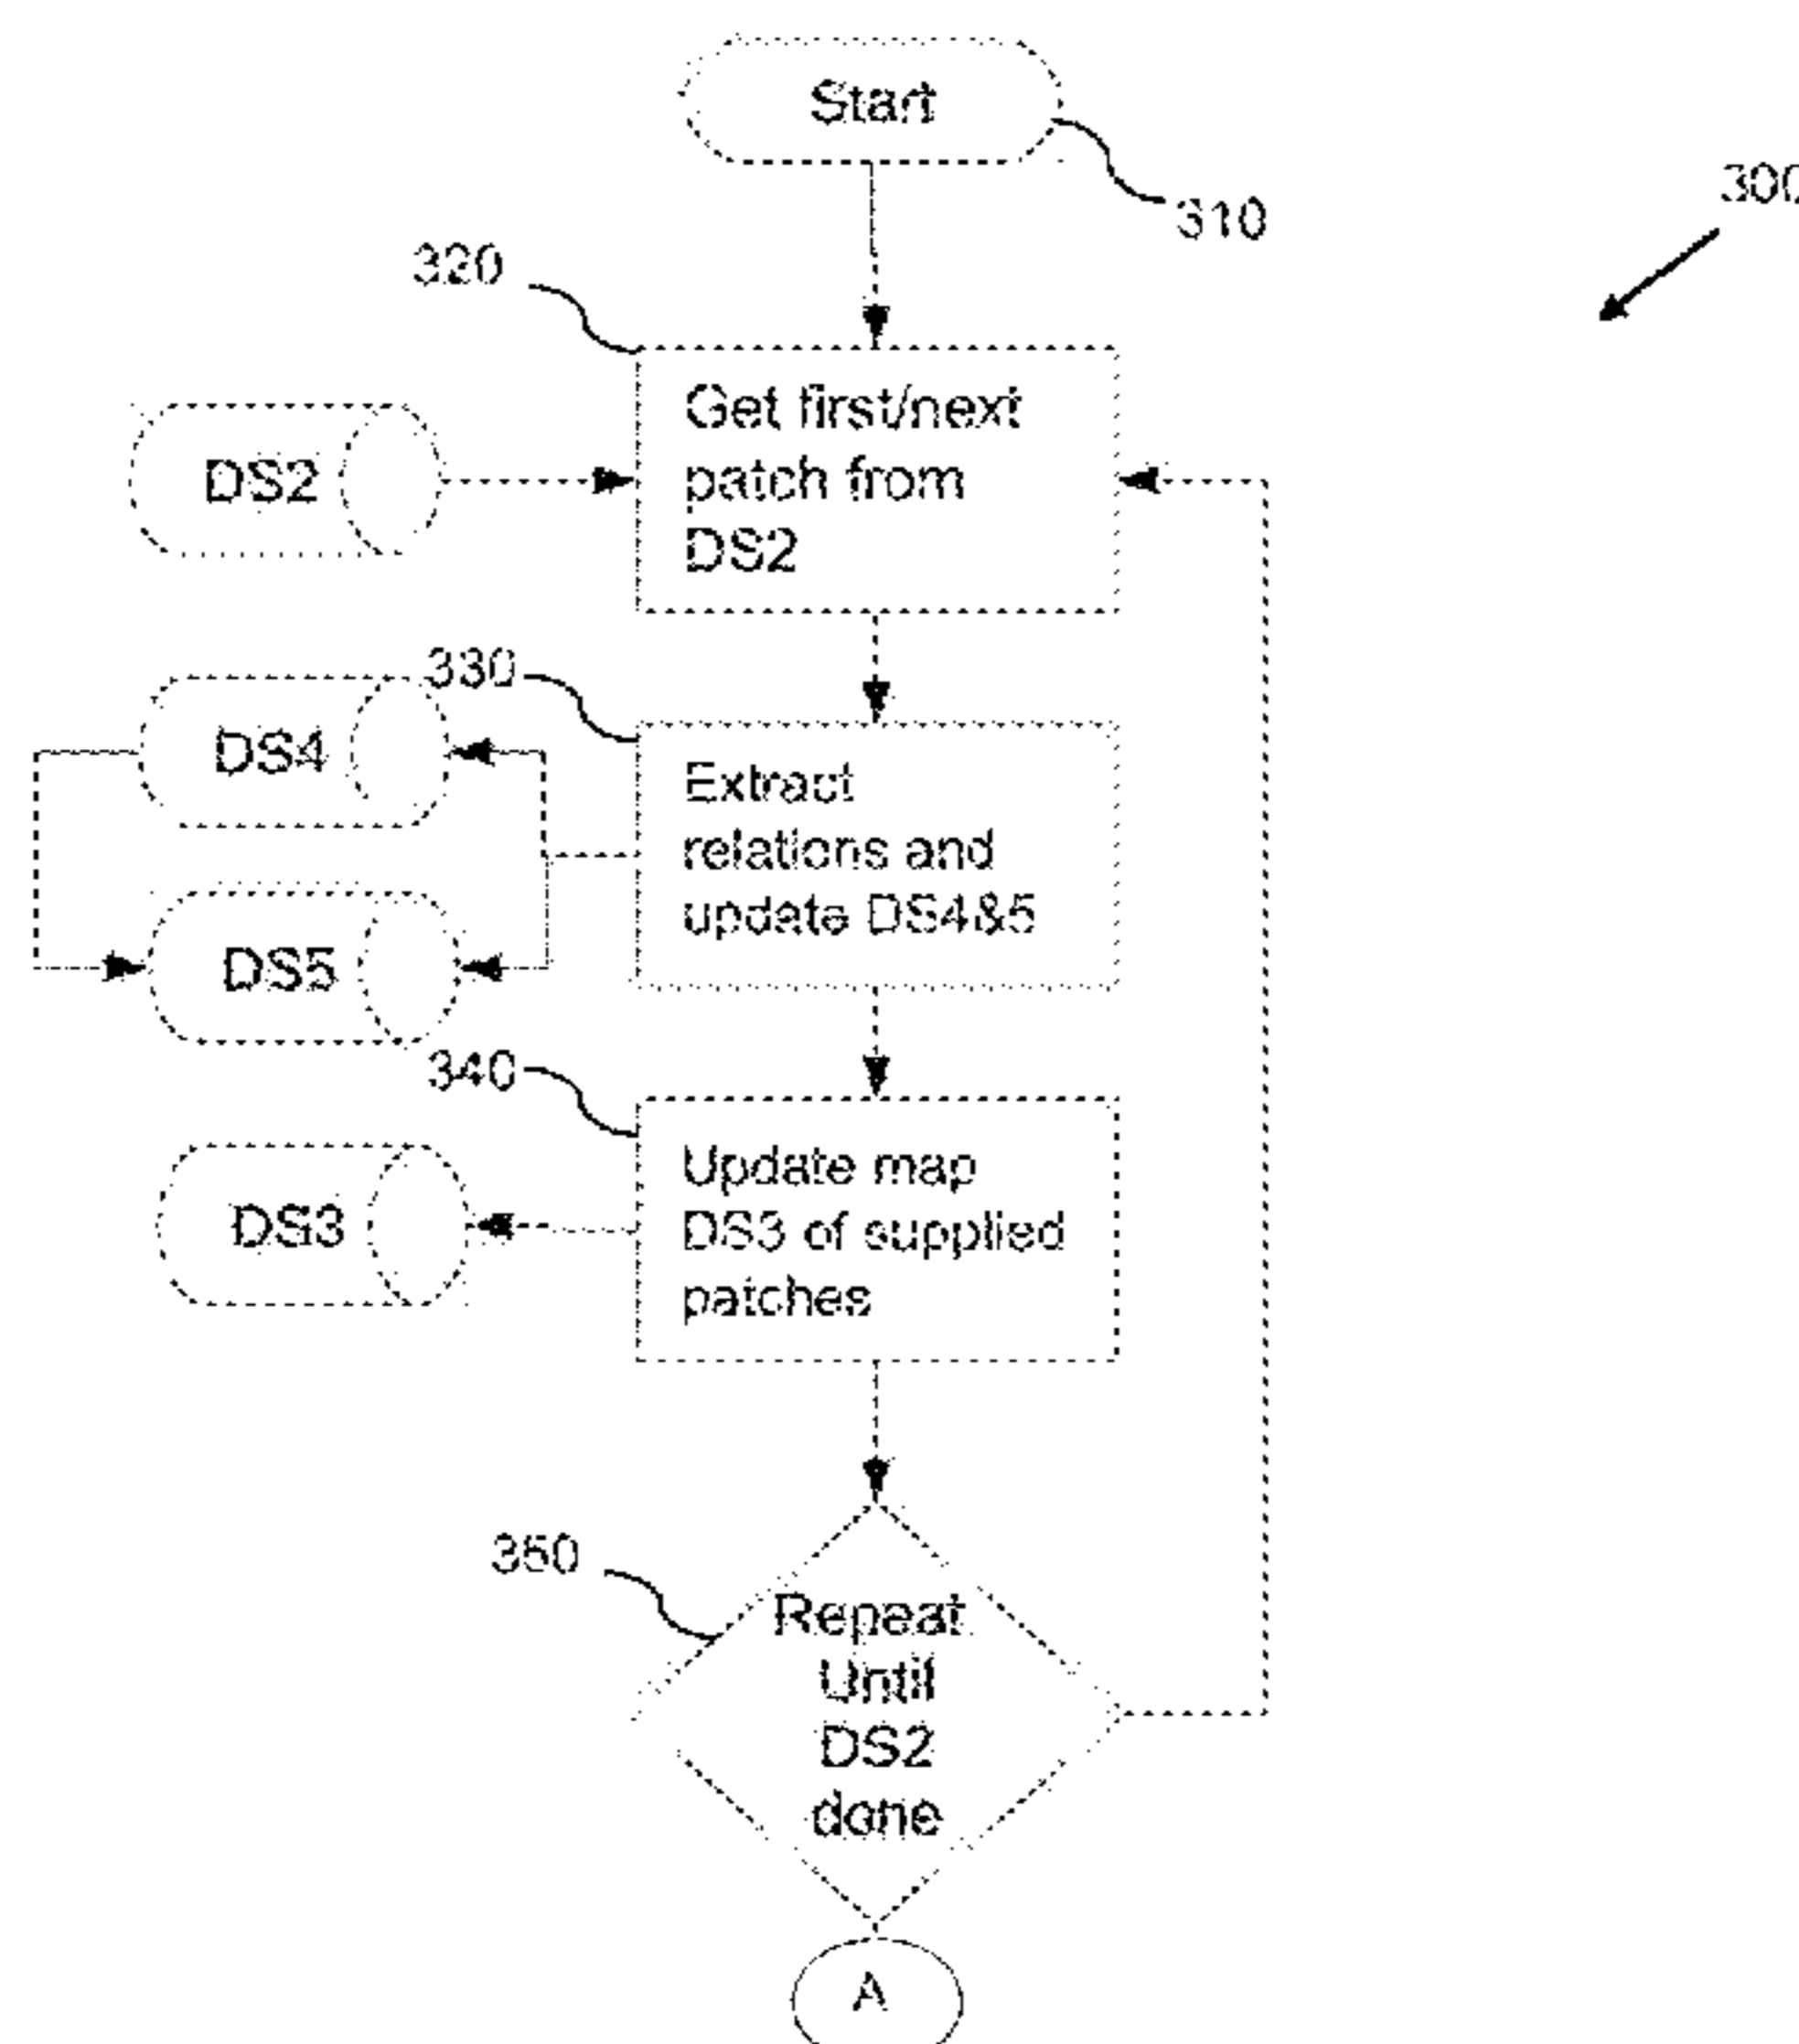 Start
310
300
320
Get first/next
patch from
DS2
DS2
330
DS4
Extract
relations and
update DS4&5
DS5
340
Update map
DS3 of supplied
patches
DS3
350
Repeat
Until
DS2
done
A